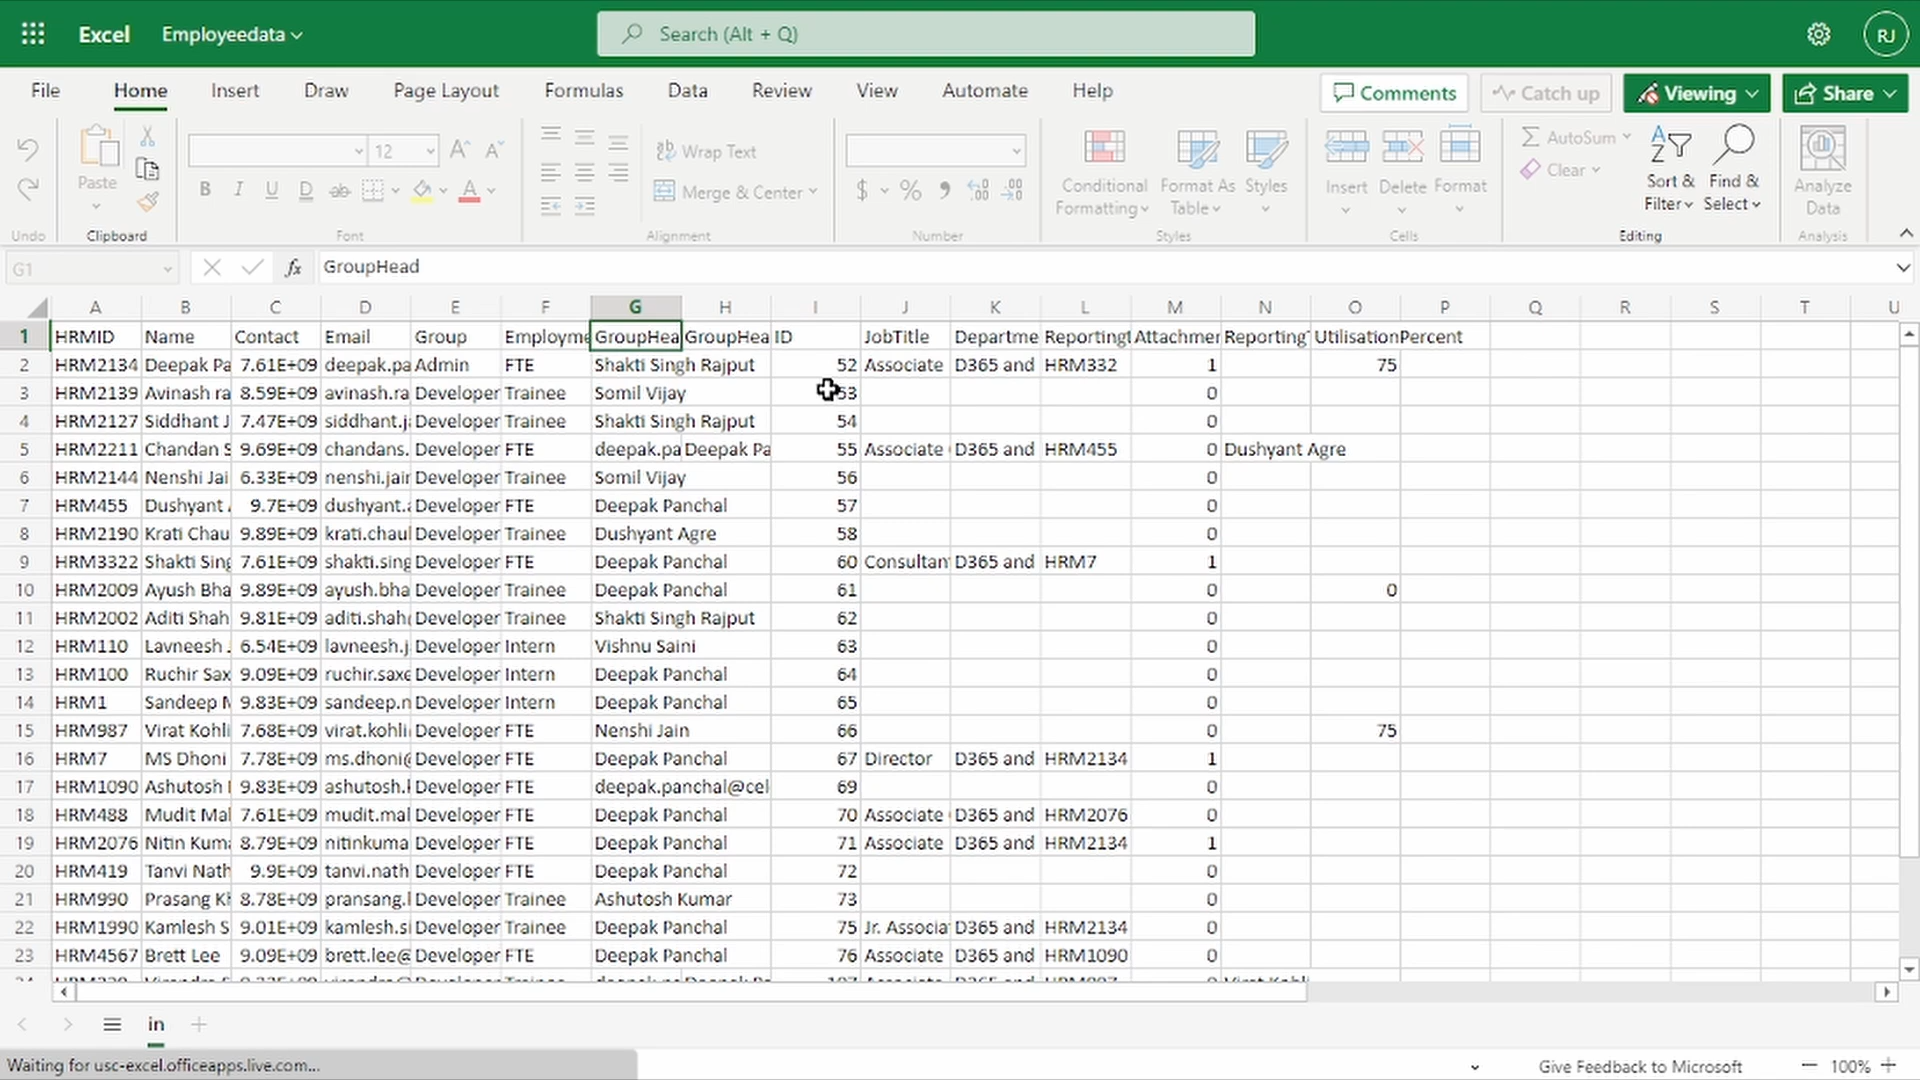 Excel Employeedata Search (Alt + Q) RJ
File Home Insert Draw Page Layout Formulas Data Review View Automate Help Comments Catch up Viewing Share
12 Wrap Text AutoSum
Paste Merge & Center $ % Conditional Formatting Format As Table Styles Insert Delete Format Clear Sort & Filter Find & Select Analyze Data
Undo Clipboard Font Alignment Number Styles Cells Editing Analysis
G1 fx GroupHead
A B C D E F G H I J K L M N O P Q R S T U
1 HRMID Name Contact Email Group Employme GroupHea GroupHea ID JobTitle Departme Reporting Attachmer Reporting UtilisationPercent
2 HRM2134 Deepak Pa 7.61E+09 deepak.pa Admin FTE Shakti Singh Rajput 52 Associate D365 and HRM332 1 75
3 HRM2139 Avinash ra 8.59E+09 avinash.ra Developer Trainee Somil Vijay 53 0
4 HRM2127 Siddhant J 7.47E+09 siddhant.j Developer Trainee Shakti Singh Rajput 54 0
5 HRM2211 Chandan S 9.69E+09 chandans. Developer FTE deepak.pa Deepak Pa 55 Associate D365 and HRM455 0 Dushyant Agre
6 HRM2144 Nenshi Jai 6.33E+09 nenshi.jair Developer Trainee Somil Vijay 56 0
7 HRM455 Dushyant 9.7E+09 dushyant. Developer FTE Deepak Panchal 57 0
8 HRM2190 Krati Chau 9.89E+09 krati.chaul Developer Trainee Dushyant Agre 58 0
9 HRM3322 Shakti Sing 7.61E+09 shakti.sing Developer FTE Deepak Panchal 60 Consultant D365 and HRM7 1
10 HRM2009 Ayush Bha 9.89E+09 ayush.bha Developer Trainee Deepak Panchal 61 0 0
11 HRM2002 Aditi Shah 9.81E+09 aditi.shah Developer Trainee Shakti Singh Rajput 62 0
12 HRM110 Lavneesh 6.54E+09 lavneesh.j Developer Intern Vishnu Saini 63 0
13 HRM100 Ruchir Sax 9.09E+09 ruchir.saxe Developer Intern Deepak Panchal 64 0
14 HRM1 Sandeep M 9.83E+09 sandeep.n Developer Intern Deepak Panchal 65 0
15 HRM987 Virat Kohli 7.68E+09 virat.kohli Developer FTE Nenshi Jain 66 0 75
16 HRM7 MS Dhoni 7.78E+09 ms.dhoni@ Developer FTE Deepak Panchal 67 Director D365 and HRM2134 1
17 HRM1090 Ashutosh 9.83E+09 ashutosh.k Developer FTE deepak.panchal@cel 69 0
18 HRM488 Mudit Mal 7.61E+09 mudit.mal Developer FTE Deepak Panchal 70 Associate D365 and HRM2076 0
19 HRM2076 Nitin Kuma 8.79E+09 nitinkuma Developer FTE Deepak Panchal 71 Associate D365 and HRM2134 1
20 HRM419 Tanvi Nath 9.9E+09 tanvi.nath Developer FTE Deepak Panchal 72 0
21 HRM990 Prasang Kh 8.78E+09 pransang. Developer Trainee Ashutosh Kumar 73 0
22 HRM1990 Kamlesh S 9.01E+09 kamlesh.si Developer Trainee Deepak Panchal 75 Jr. Associat D365 and HRM2134 0
23 HRM4567 Brett Lee 9.09E+09 brett.lee@ Developer FTE Deepak Panchal 76 Associate D365 and HRM1090 0
in
Waiting for usc-excel.officeapps.live.com... Give Feedback to Microsoft 100%